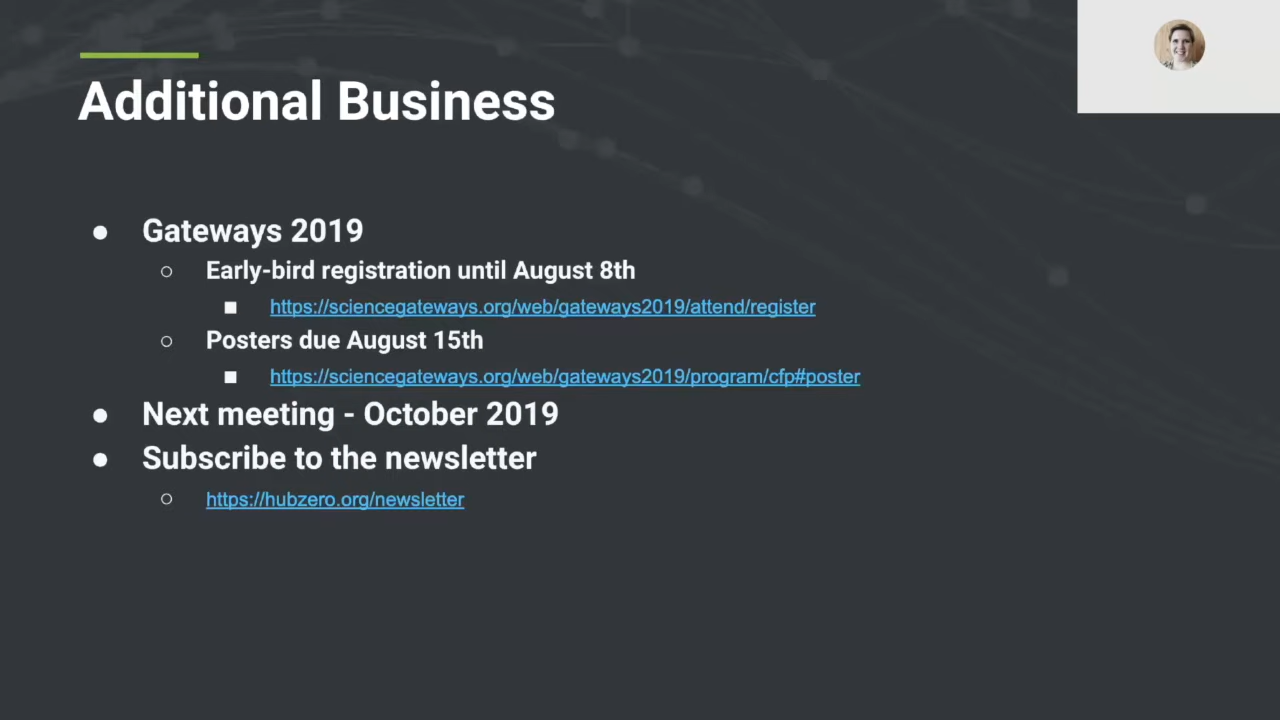 Additional Business
● Gateways 2019
○ Early-bird registration until August 8th
■ https://sciencegateways.org/web/gateways2019/attend/register
○ Posters due August 15th
■ https://sciencegateways.org/web/gateways2019/program/cfp#poster
● Next meeting - October 2019
● Subscribe to the newsletter
○ https://hubzero.org/newsletter